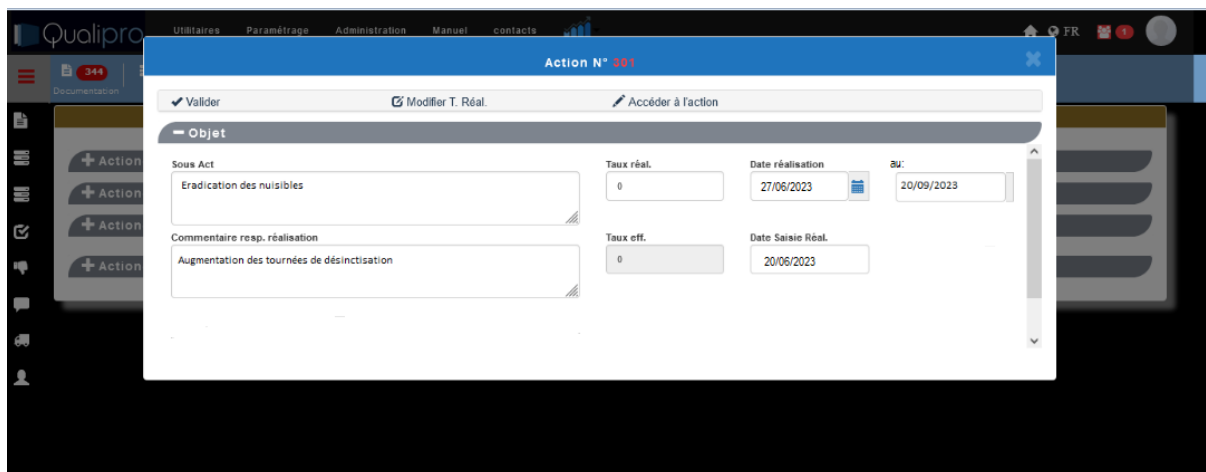 Qualipro
Utilitaires Paramétrage Administration Manuel contacts
FR 1
344
Documentation
Action N° 301
Valider Modifier T. Réal. Accéder à l'action
Objet
Sous Act Taux réal. Date réalisation au:
Eradication des nuisibles 0 27/06/2023 20/09/2023
Commentaire resp. réalisation Taux eff. Date Saisie Réal.
Augmentation des tournées de désinctisation 0 20/06/2023
Action
Action
Action
Action